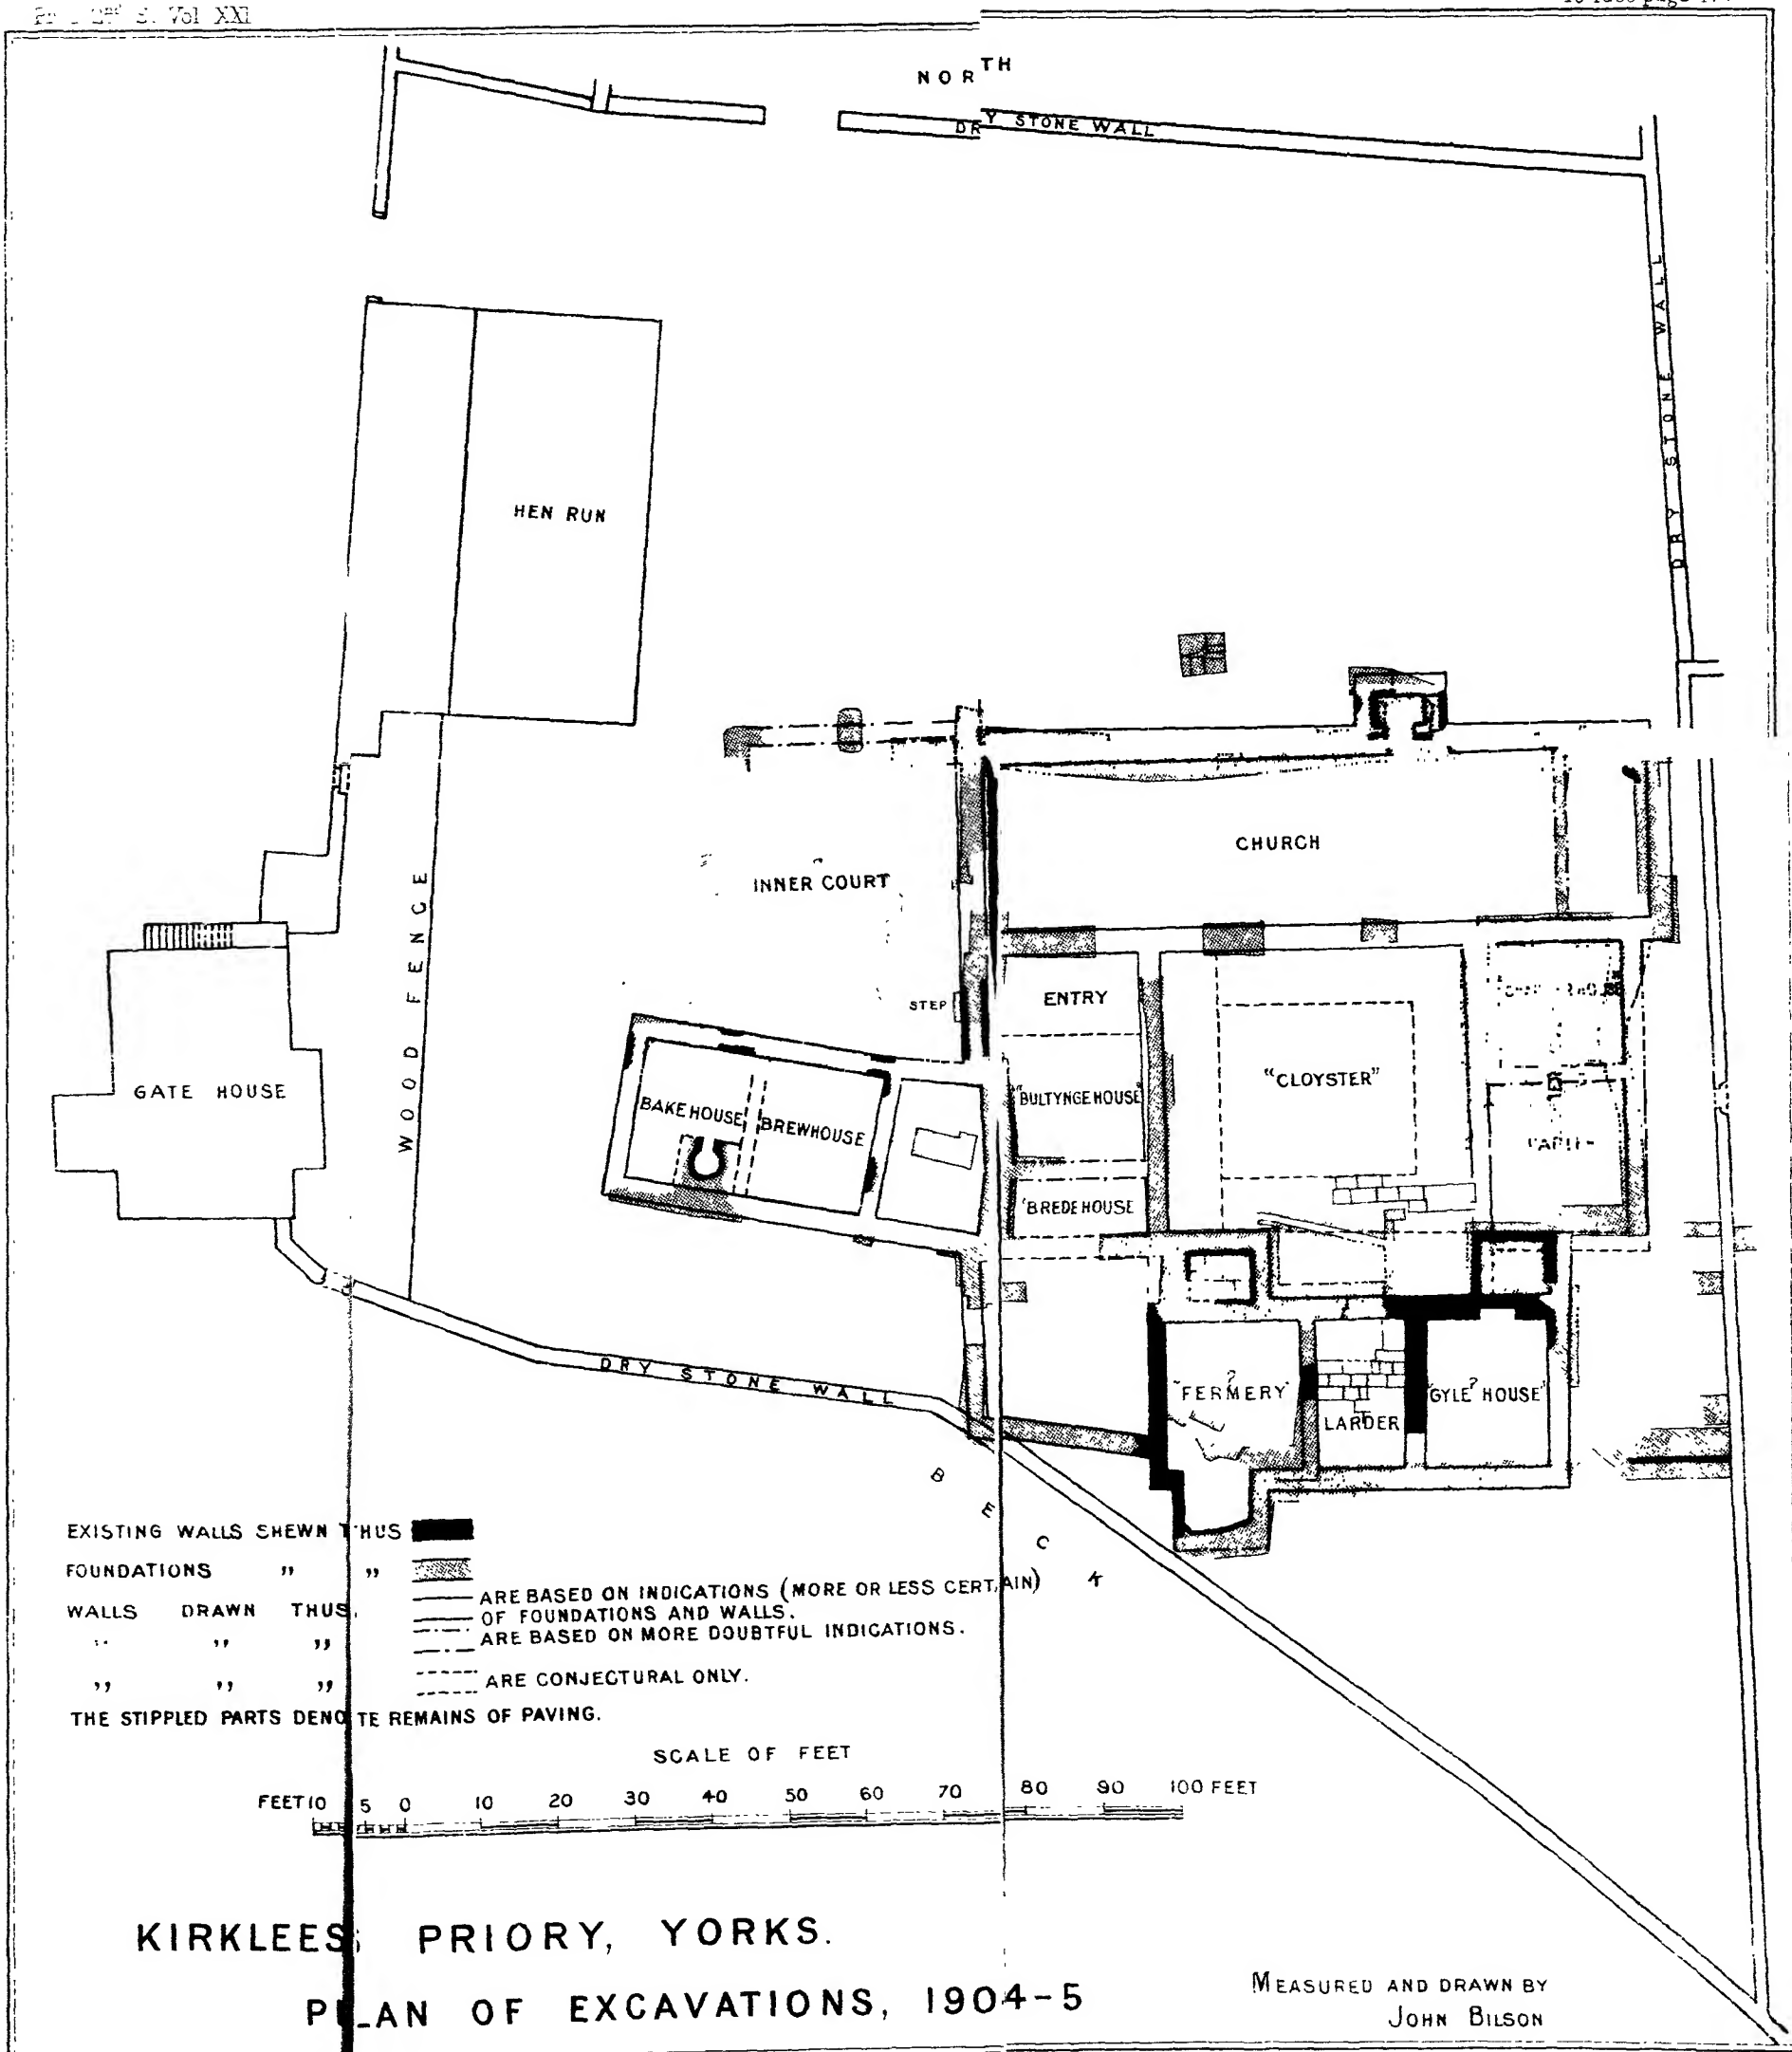 Vol XXI
NORTH
DRY STONE WALL
DRY STONE WALL
HEN RUN
WOOD FENCE
INNER COURT
CHURCH
STEP
ENTRY
"CLOYSTER"
GATE HOUSE
BAKEHOUSE
BREWHOUSE
"BULTYNGE HOUSE"
"BREDEHOUSE
DRY STONE WALL
?
"FERMERY"
LARDER
?
"GYLE HOUSE"
BECK
EXISTING WALLS SHEWN THUS
FOUNDATIONS " "
WALLS DRAWN THUS. ARE BASED ON INDICATIONS (MORE OR LESS CERTAIN)
OF FOUNDATIONS AND WALLS.
" " " ARE BASED ON MORE DOUBTFUL INDICATIONS.
" " " ARE CONJECTURAL ONLY.
THE STIPPLED PARTS DENOTE REMAINS OF PAVING.
SCALE OF FEET
FEET 10 5 0 10 20 30 40 50 60 70 80 90 100 FEET
KIRKLEES PRIORY, YORKS.
PLAN OF EXCAVATIONS, 1904-5
MEASURED AND DRAWN BY
JOHN BILSON